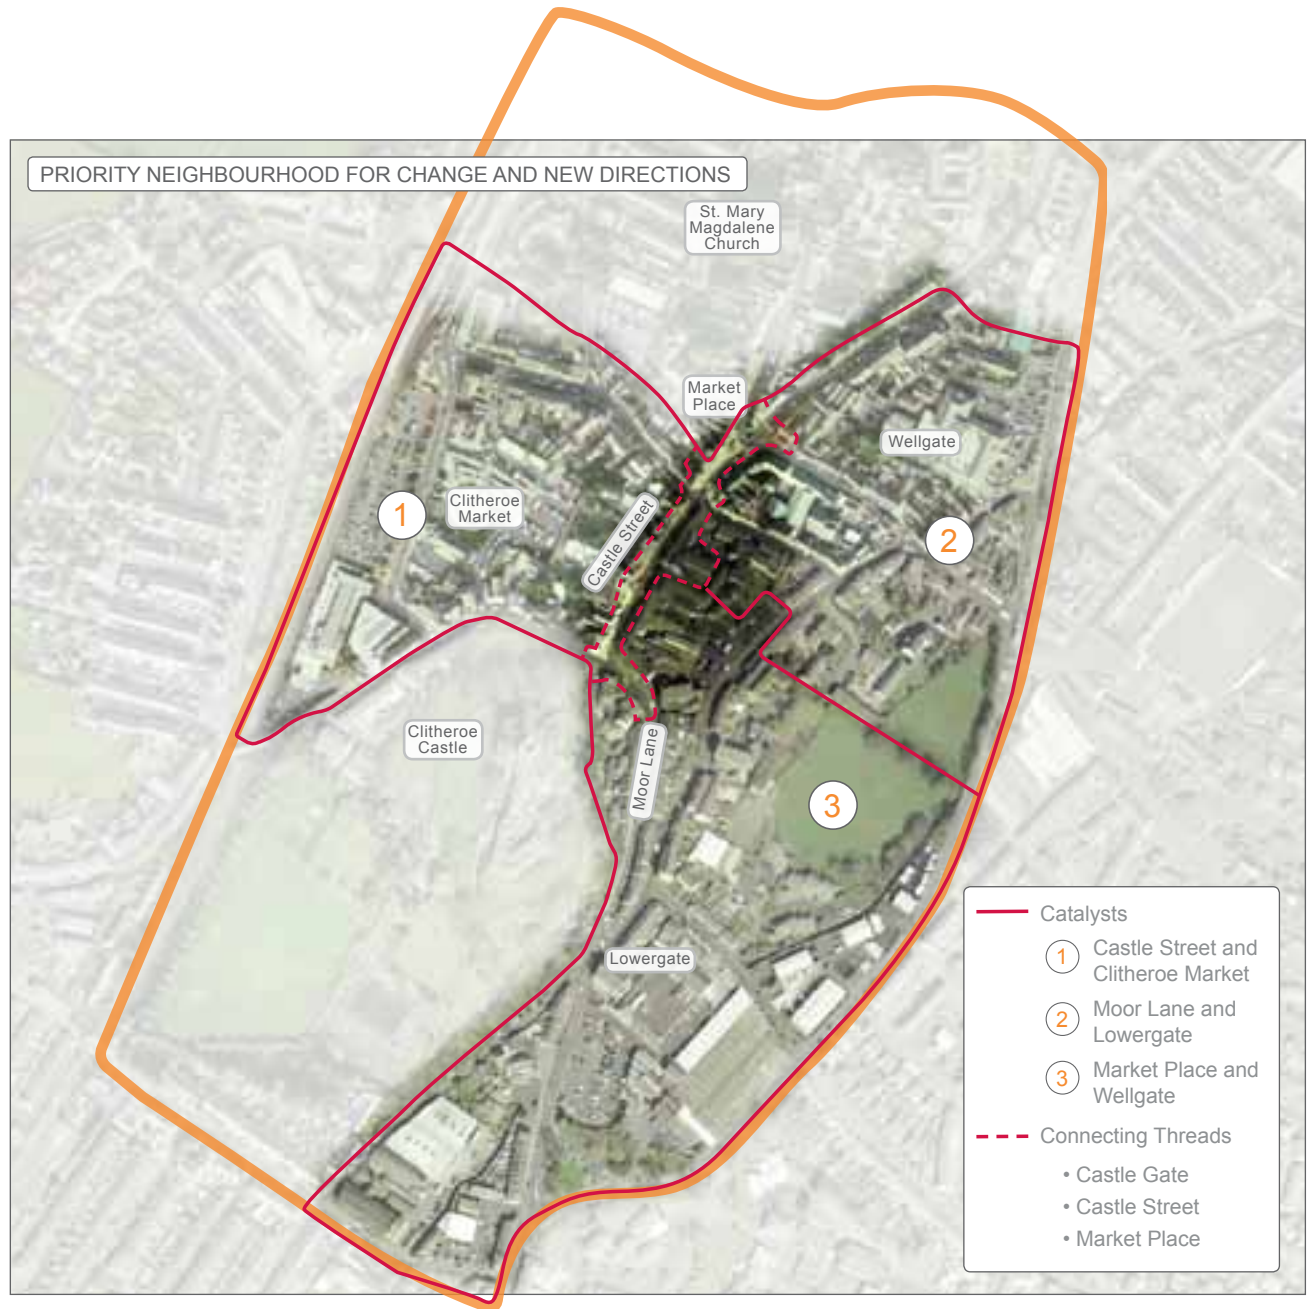 PRIORITY NEIGHBOURHOOD FOR CHANGE AND NEW DIRECTIONS
St. Mary
Magdalene
Church
Market
Place
Wellgate
1
Clitheroe
Market
Castle Street
2
Clitheroe
Castle
Moor Lane
3
Lowergate
Catalysts
1
Castle Street and
Clitheroe Market
2
Moor Lane and
Lowergate
3
Market Place and
Wellgate
Connecting Threads
• Castle Gate
• Castle Street
• Market Place